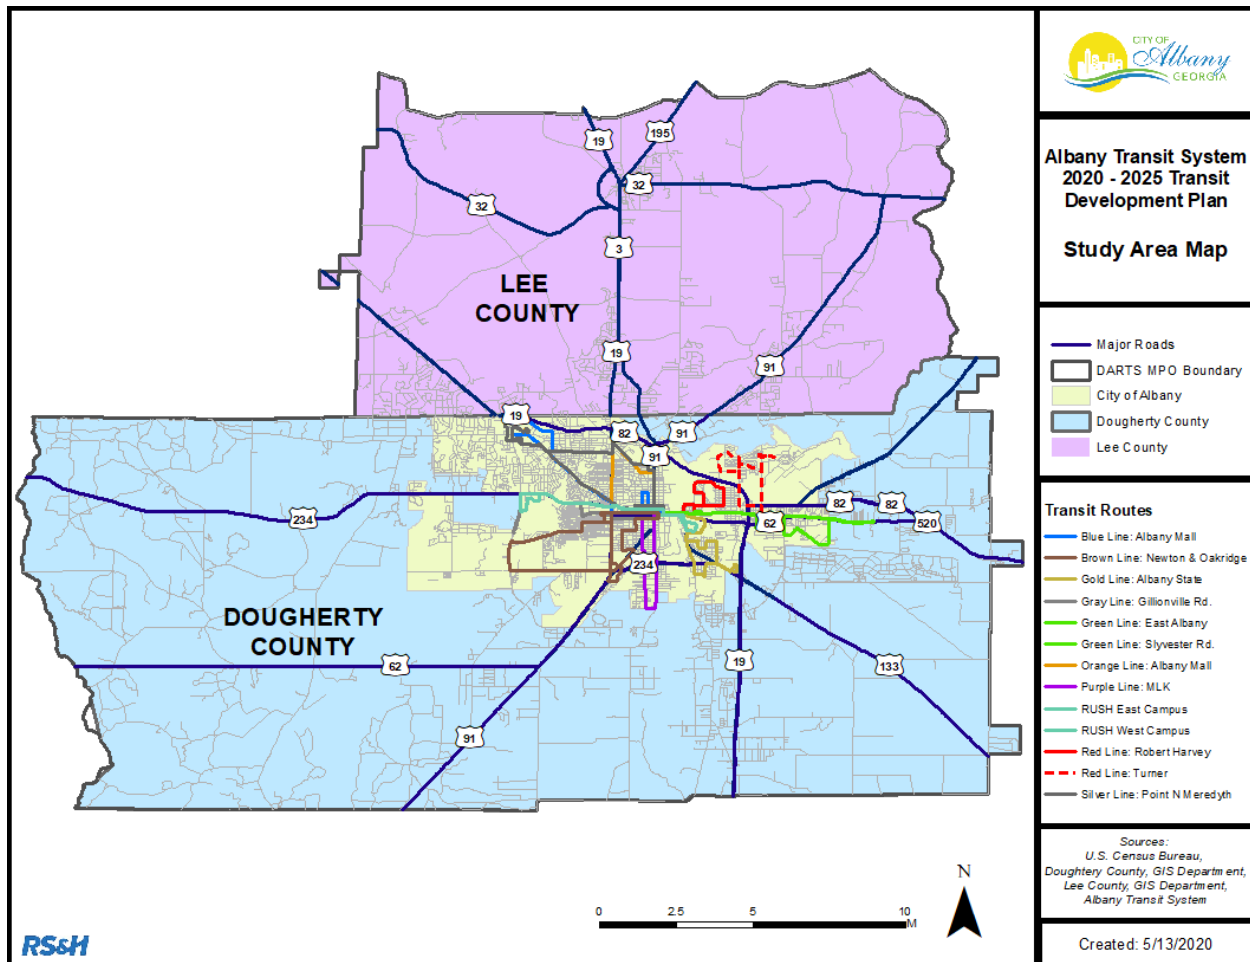 CITY OF
Albany
GEORGIA
Albany Transit System
2020 - 2025 Transit
Development Plan
Study Area Map
Major Roads
DARTS MPO Boundary
City of Albany
Dougherty County
Lee County
Transit Routes
Blue Line: Albany Mall
Brown Line: Newton & Oakridge
Gold Line: Albany State
Gray Line: Gillionville Rd.
Green Line: East Albany
Green Line: Slyvester Rd.
Orange Line: Albany Mall
Purple Line: MLK
RUSH East Campus
RUSH West Campus
Red Line: Robert Harvey
Red Line: Turner
Silver Line: Point N Meredyth
Sources:
U.S. Census Bureau,
Doughtery County, GIS Department,
Lee County, GIS Department,
Albany Transit System
Created: 5/13/2020
19
195
32
32
3
LEE
COUNTY
19
91
19
82
91
91
234
82
82
62
520
234
DOUGHERTY
COUNTY
62
19
133
91
N
0
2.5
5
10
M
RS&H